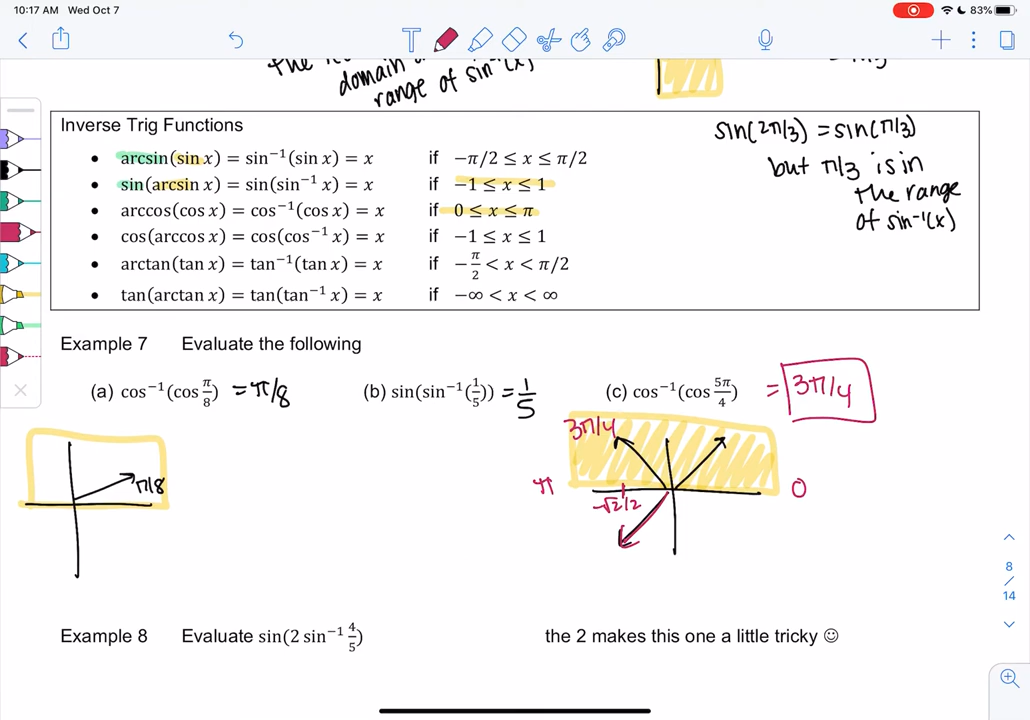 10:17 AM Wed Oct 7
83%
T
the
domain
range of sin⁻¹(x)
Inverse Trig Functions
• arcsin(sin x) = sin⁻¹(sin x) = x if −π/2 ≤ x ≤ π/2
• sin(arcsin x) = sin(sin⁻¹ x) = x if −1 ≤ x ≤ 1
• arccos(cos x) = cos⁻¹(cos x) = x if 0 ≤ x ≤ π
• cos(arccos x) = cos(cos⁻¹ x) = x if −1 ≤ x ≤ 1
• arctan(tan x) = tan⁻¹(tan x) = x if −π/2 < x < π/2
• tan(arctan x) = tan(tan⁻¹ x) = x if −∞ < x < ∞
sin(2π/3) = sin(π/3)
but π/3 is in
the range
of sin⁻¹(x)
Example 7 Evaluate the following
(a) cos⁻¹(cos π/8) = π/8 (b) sin(sin⁻¹(1/5)) = 1/5 (c) cos⁻¹(cos 5π/4) = 3π/4
3π/4
π/8
π
0
-√2/2
8
/
14
Example 8 Evaluate sin(2 sin⁻¹ 4/5) the 2 makes this one a little tricky ☺